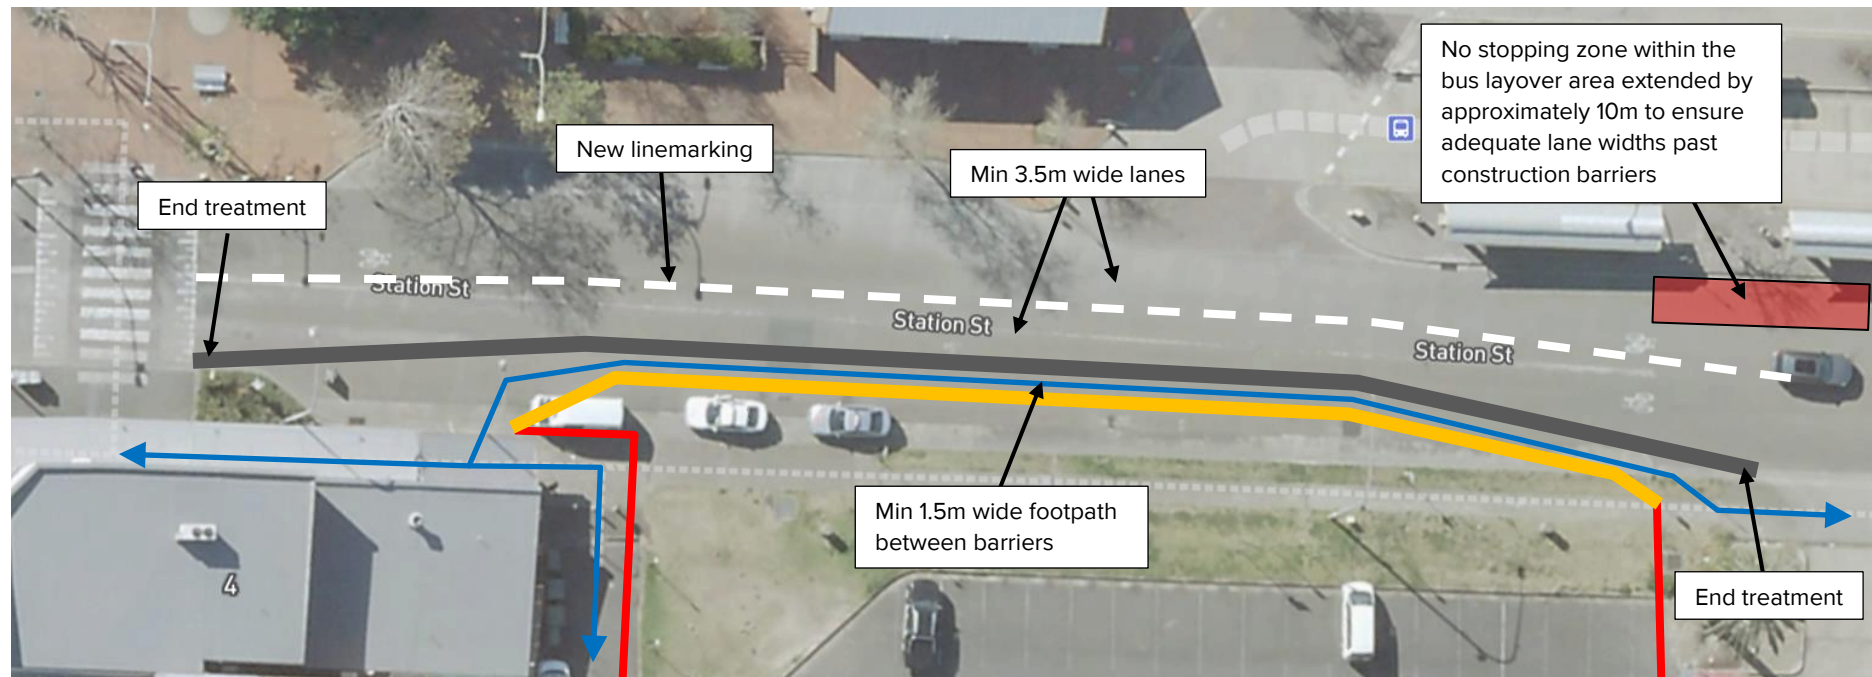 No stopping zone within the
bus layover area extended by
approximately 10m to ensure
adequate lane widths past
construction barriers
New linemarking
Min 3.5m wide lanes
End treatment
Station St
Station St
Station St
Min 1.5m wide footpath
between barriers
4
End treatment